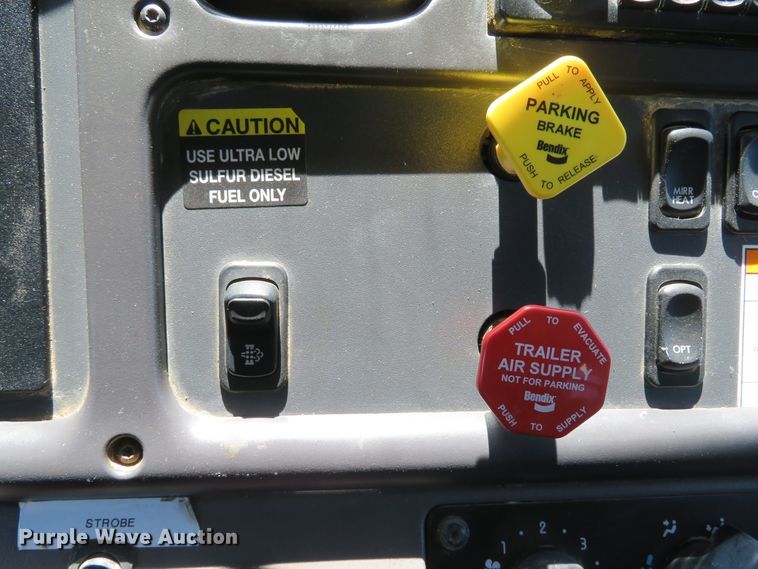 CAUTION
USE ULTRA LOW
SULFUR DIESEL
FUEL ONLY
PULL TO APPLY
PARKING
BRAKE
Bendix
PUSH TO RELEASE
MIRR
HEAT
PULL TO EVACUATE
TRAILER
AIR SUPPLY
NOT FOR PARKING
Bendix
PUSH TO SUPPLY
OPT
STROBE
Purple Wave Auction
1 2 3